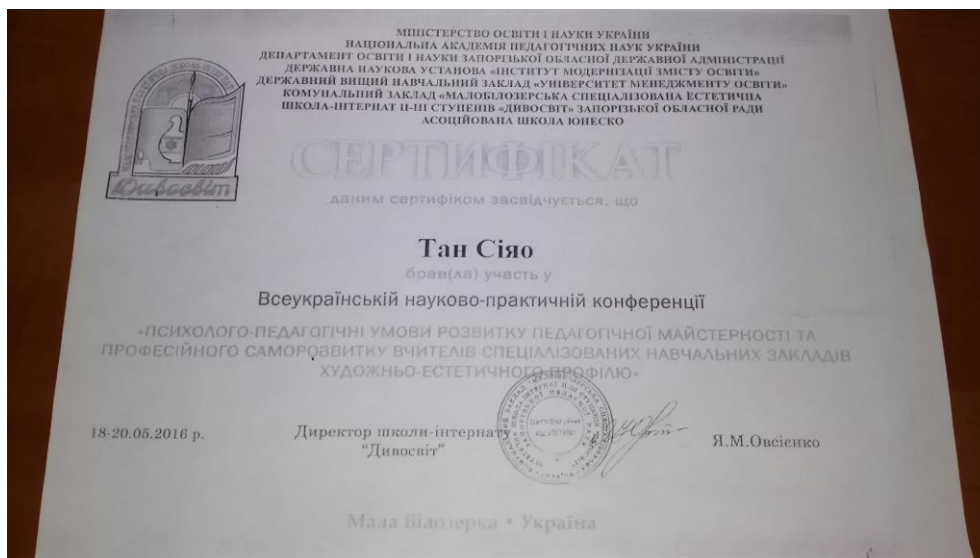 МІНІСТЕРСТВО ОСВІТИ І НАУКИ УКРАЇНИ
НАЦІОНАЛЬНА АКАДЕМІЯ ПЕДАГОГІЧНИХ НАУК УКРАЇНИ
ДЕПАРТАМЕНТ ОСВІТИ І НАУКИ ЗАПОРІЗЬКОЇ ОБЛАСНОЇ ДЕРЖАВНОЇ АДМІНІСТРАЦІЇ
ДЕРЖАВНА НАУКОВА УСТАНОВА «ІНСТИТУТ МОДЕРНІЗАЦІЇ ЗМІСТУ ОСВІТИ»
ДЕРЖАВНИЙ ВИЩИЙ НАВЧАЛЬНИЙ ЗАКЛАД «УНІВЕРСИТЕТ МЕНЕДЖМЕНТУ ОСВІТИ»
КОМУНАЛЬНИЙ ЗАКЛАД «МАЛОБІЛОЗЕРСЬКА СПЕЦІАЛІЗОВАНА ЕСТЕТИЧНА
ШКОЛА-ІНТЕРНАТ ІІ-ІІІ СТУПЕНІВ «ДИВОСВІТ» ЗАПОРІЗЬКОЇ ОБЛАСНОЇ РАДИ
АСОЦІЙОВАНА ШКОЛА ЮНЕСКО
Дивосвіт
СЕРТИФІКАТ
даним сертифіком засвідчується, що
Тан Сіяо
брав(ла) участь у
Всеукраїнській науково-практичній конференції
«ПСИХОЛОГО-ПЕДАГОГІЧНІ УМОВИ РОЗВИТКУ ПЕДАГОГІЧНОЇ МАЙСТЕРНОСТІ ТА
ПРОФЕСІЙНОГО САМОРОЗВИТКУ ВЧИТЕЛІВ СПЕЦІАЛІЗОВАНИХ НАВЧАЛЬНИХ ЗАКЛАДІВ
ХУДОЖНЬО-ЕСТЕТИЧНОГО ПРОФІЛЮ»
18-20.05.2016 р.
Директор школи-інтернату
"Дивосвіт"
Я.М.Овсієнко
Мала Білозерка • Україна